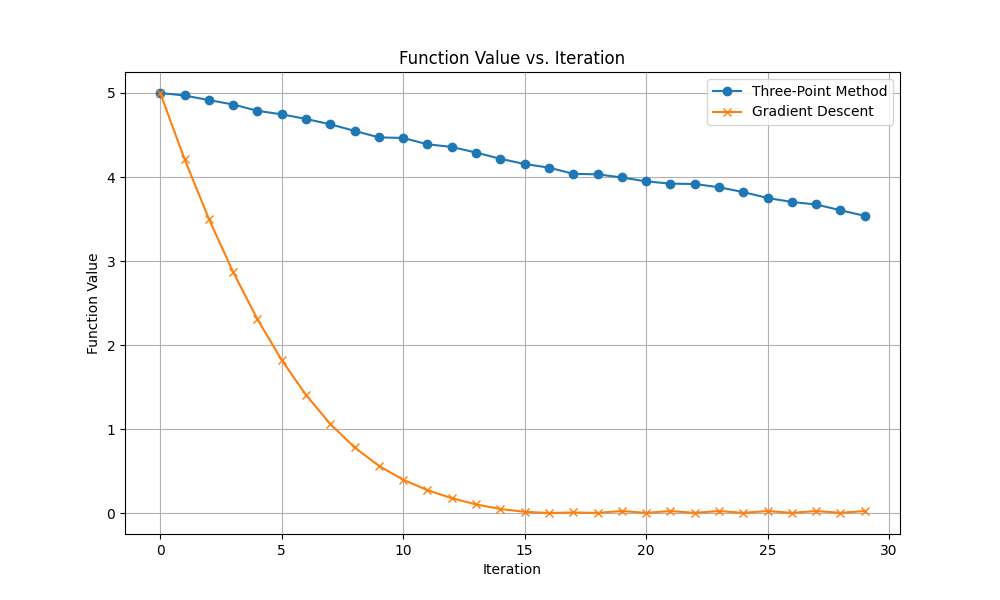 Function Value vs. Iteration
Three-Point Method
Gradient Descent
Function Value
5
4
3
2
1
0
0 5 10 15 20 25 30
Iteration